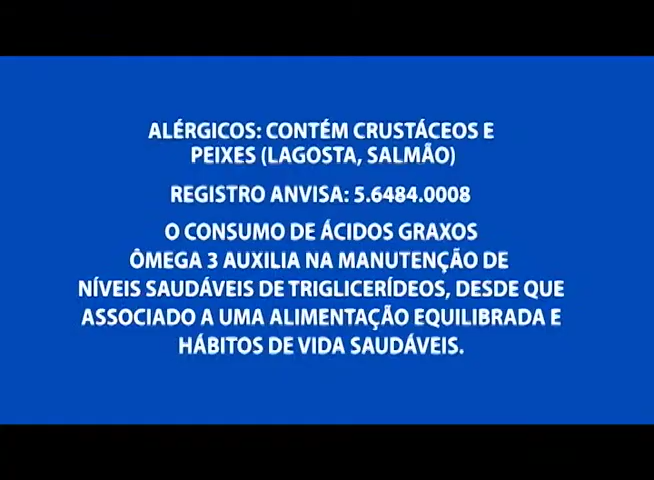 ALÉRGICOS: CONTÉM CRUSTÁCEOS E
PEIXES (LAGOSTA, SALMÃO)
REGISTRO ANVISA: 5.6484.0008
O CONSUMO DE ÁCIDOS GRAXOS
ÔMEGA 3 AUXILIA NA MANUTENÇÃO DE
NÍVEIS SAUDÁVEIS DE TRIGLICERÍDEOS, DESDE QUE
ASSOCIADO A UMA ALIMENTAÇÃO EQUILIBRADA E
HÁBITOS DE VIDA SAUDÁVEIS.